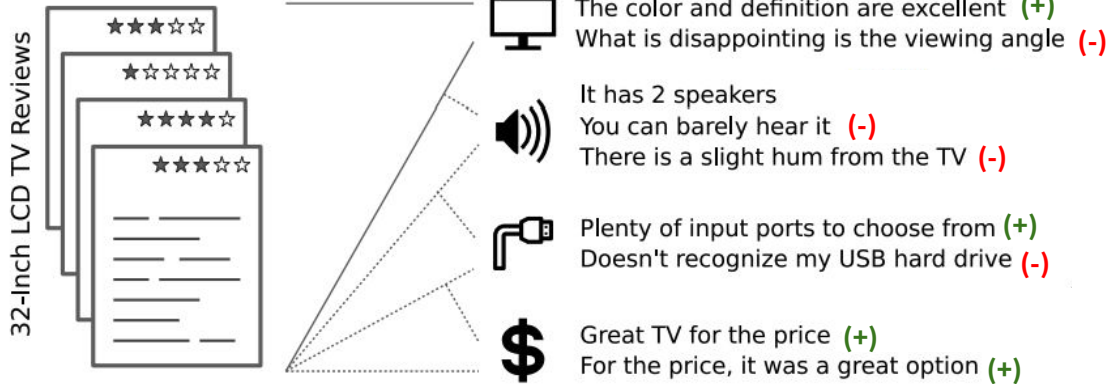 32-Inch LCD TV Reviews
The color and definition are excellent (+)
What is disappointing is the viewing angle (-)
It has 2 speakers
You can barely hear it (-)
There is a slight hum from the TV (-)
Plenty of input ports to choose from (+)
Doesn't recognize my USB hard drive (-)
$
Great TV for the price (+)
For the price, it was a great option (+)